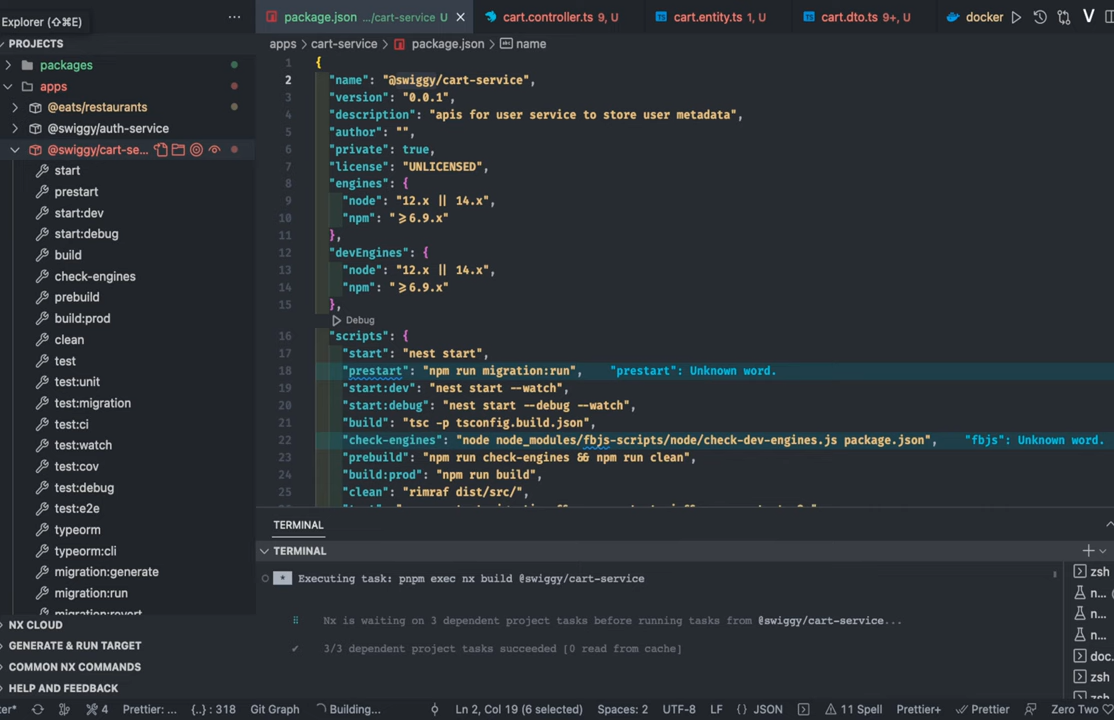 Explorer (⇧⌘E)
...
package.json .../cart-service U
cart.controller.ts 9, U
cart.entity.ts 1, U
cart.dto.ts 9+, U
docker
PROJECTS
apps > cart-service > package.json > name
packages
apps
@eats/restaurants
@swiggy/auth-service
@swiggy/cart-se...
start
prestart
start:dev
start:debug
build
check-engines
prebuild
build:prod
clean
test
test:unit
test:migration
test:ci
test:watch
test:cov
test:debug
test:e2e
typeorm
typeorm:cli
migration:generate
migration:run
migration:revert
NX CLOUD
GENERATE & RUN TARGET
COMMON NX COMMANDS
HELP AND FEEDBACK
1 {
2 "name": "@swiggy/cart-service",
3 "version": "0.0.1",
4 "description": "apis for user service to store user metadata",
5 "author": "",
6 "private": true,
7 "license": "UNLICENSED",
8 "engines": {
9 "node": "12.x || 14.x",
10 "npm": ">=6.9.x"
11 },
12 "devEngines": {
13 "node": "12.x || 14.x",
14 "npm": ">=6.9.x"
15 },
Debug
16 "scripts": {
17 "start": "nest start",
18 "prestart": "npm run migration:run", "prestart": Unknown word.
19 "start:dev": "nest start --watch",
20 "start:debug": "nest start --debug --watch",
21 "build": "tsc -p tsconfig.build.json",
22 "check-engines": "node node_modules/fbjs-scripts/node/check-dev-engines.js package.json", "fbjs": Unknown word.
23 "prebuild": "npm run check-engines && npm run clean",
24 "build:prod": "npm run build",
25 "clean": "rimraf dist/src/",
TERMINAL
TERMINAL
* Executing task: pnpm exec nx build @swiggy/cart-service
Nx is waiting on 3 dependent project tasks before running tasks from @swiggy/cart-service...
✓ 3/3 dependent project tasks succeeded [0 read from cache]
zsh
n...
n...
n...
doc...
zsh
ter*
4
Prettier: ...
{..} : 318
Git Graph
Building...
Ln 2, Col 19 (6 selected)
Spaces: 2
UTF-8
LF
{} JSON
11 Spell
Prettier+
Prettier
Zero Two